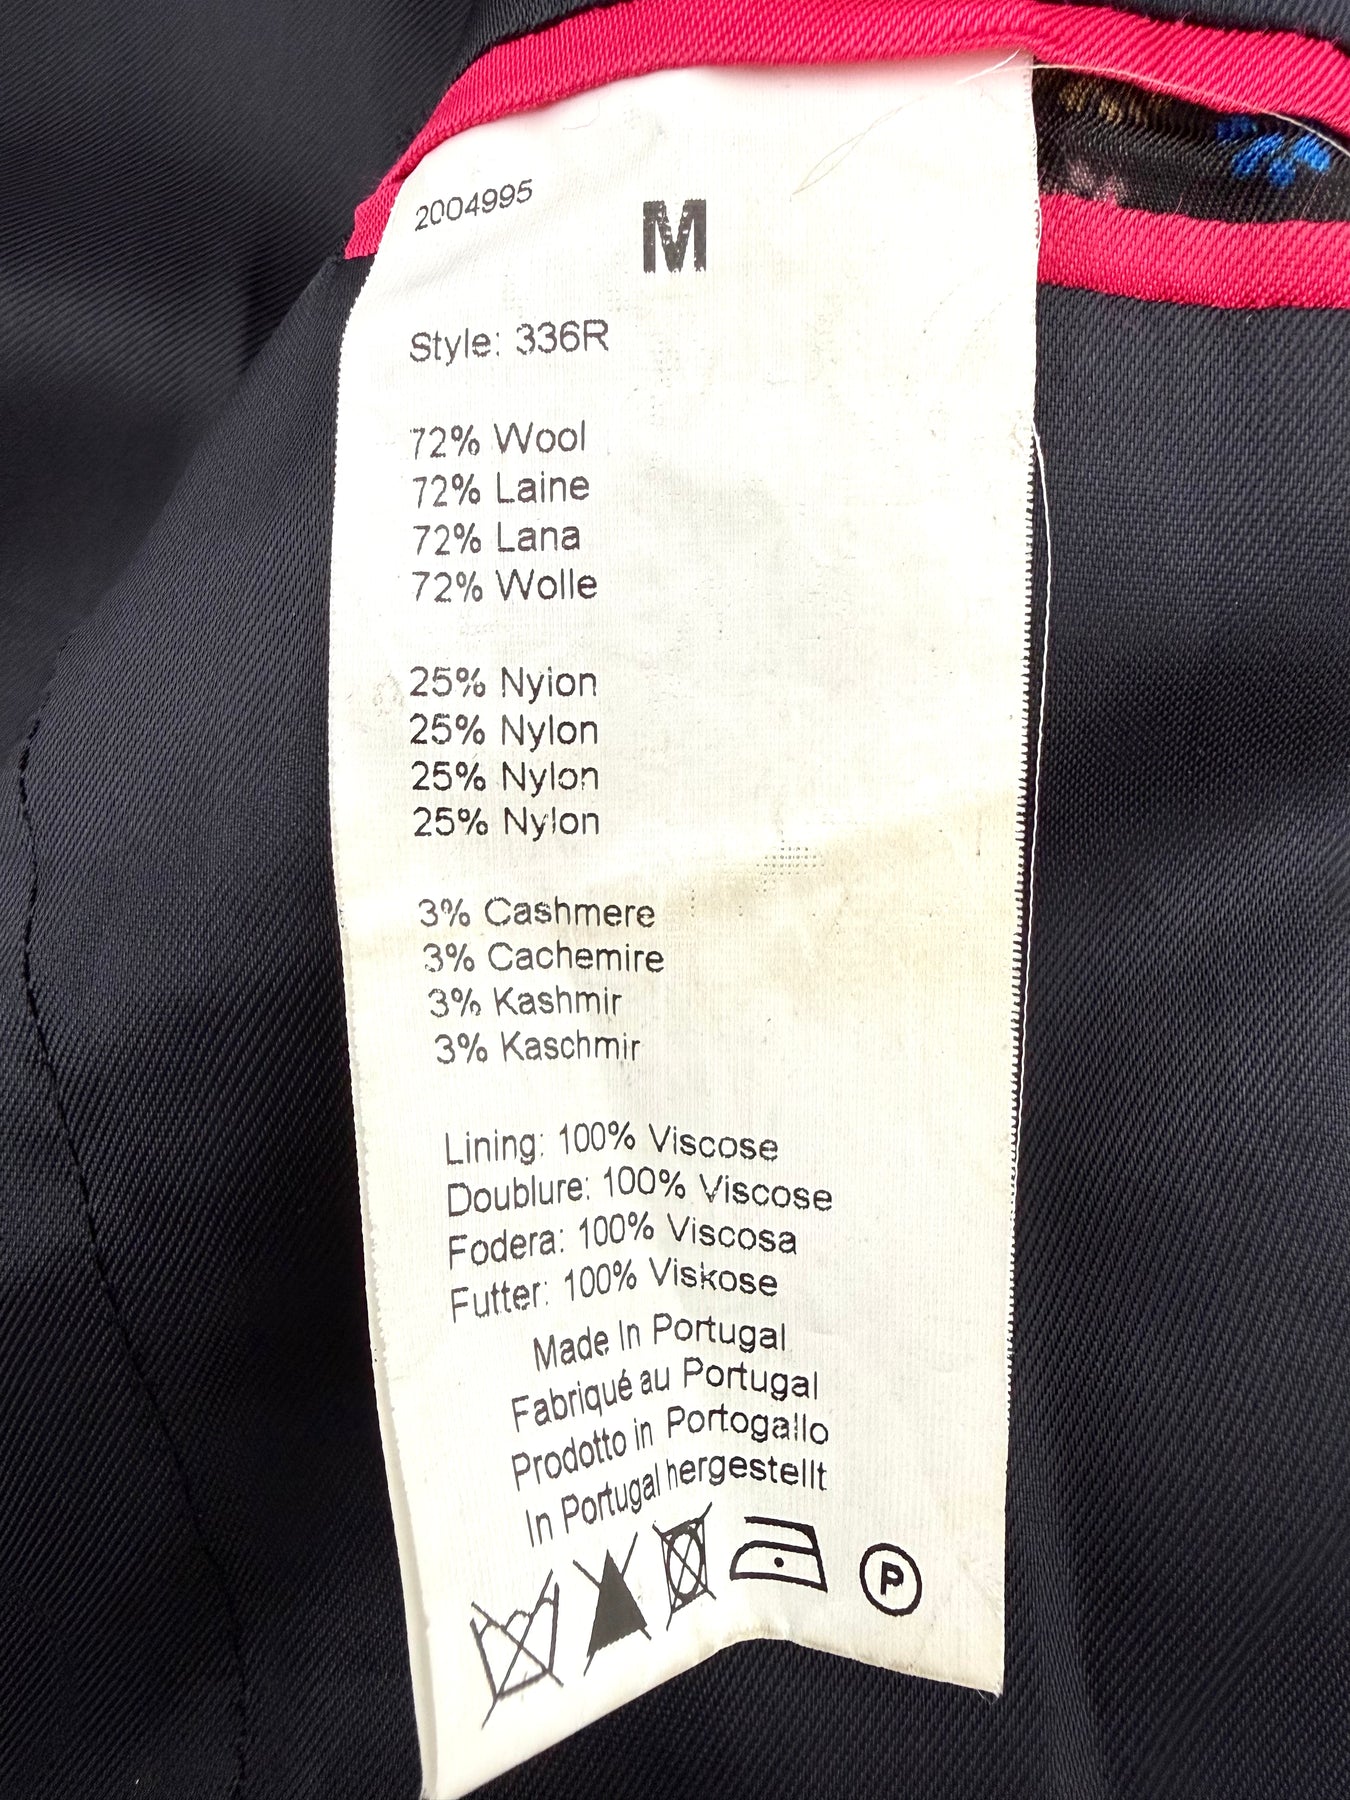 2004995
M
Style: 336R
72% Wool
72% Laine
72% Lana
72% Wolle
25% Nylon
25% Nylon
25% Nylon
25% Nylon
3% Cashmere
3% Cachemire
3% Kashmir
3% Kaschmir
Lining: 100% Viscose
Doublure: 100% Viscose
Fodera: 100% Viscosa
Futter: 100% Viskose
Made In Portugal
Fabriqué au Portugal
Prodotto in Portogallo
In Portugal hergestellt
P